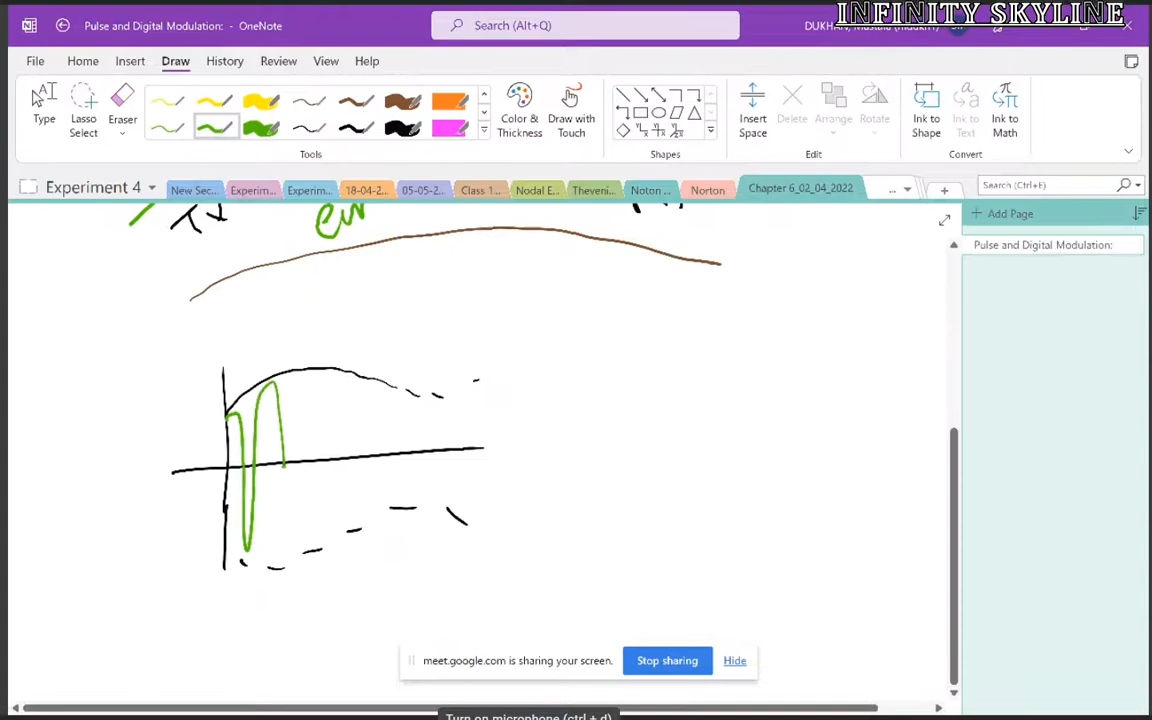 INFINITY SKYLINE
Pulse and Digital Modulation: - OneNote
Search (Alt+Q)
File Home Insert Draw History Review View Help
Type
Lasso Select
Eraser
Color & Thickness
Draw with Touch
Insert Space
Delete
Arrange
Rotate
Ink to Shape
Ink to Text
Ink to Math
Tools
Shapes
Edit
Convert
Experiment 4
New Sec...
Experim...
Experim...
18-04-2...
05-05-2...
Class 1...
Nodal E...
Theveni...
Noton ...
Norton
Chapter 6_02_04_2022
...
Search (Ctrl+E)
Add Page
Pulse and Digital Modulation:
meet.google.com is sharing your screen.
Stop sharing
Hide
Turn on microphone (ctrl + d)